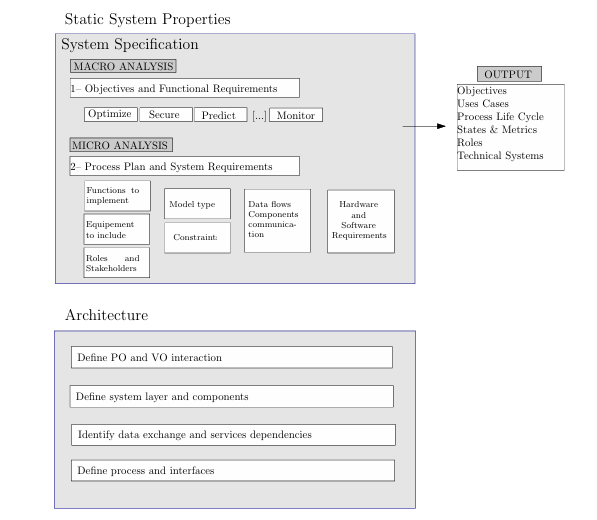 Static System Properties
System Specification
MACRO ANALYSIS
1– Objectives and Functional Requirements
Optimize
Secure
Predict
[...]
Monitor
MICRO ANALYSIS
2– Process Plan and System Requirements
Functions to
implement
Equipement
to include
Roles and
Stakeholders
Model type
Constraint
Data flows
Components
communica-
tion
Hardware
and
Software
Requirements
OUTPUT
Objectives
Uses Cases
Process Life Cycle
States & Metrics
Roles
Technical Systems
Architecture
Define PO and VO interaction
Define system layer and components
Identify data exchange and services dependencies
Define process and interfaces